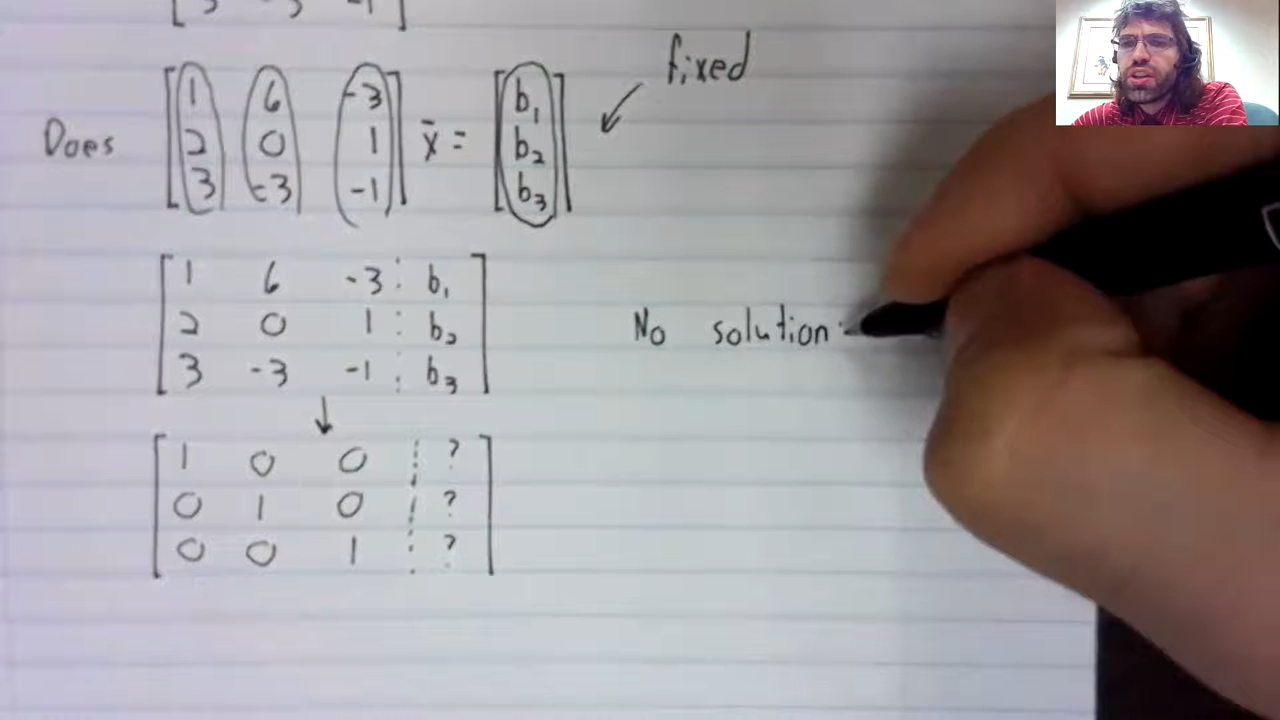 fixed
Does [1 6 -3] x̄ = [b₁]
[2 0 1] [b₂]
[3 -3 -1] [b₃]
[1 6 -3 : b₁]
[2 0 1 : b₂]
[3 -3 -1 : b₃]
No solution:
↓
[1 0 0 : ?]
[0 1 0 : ?]
[0 0 1 : ?]